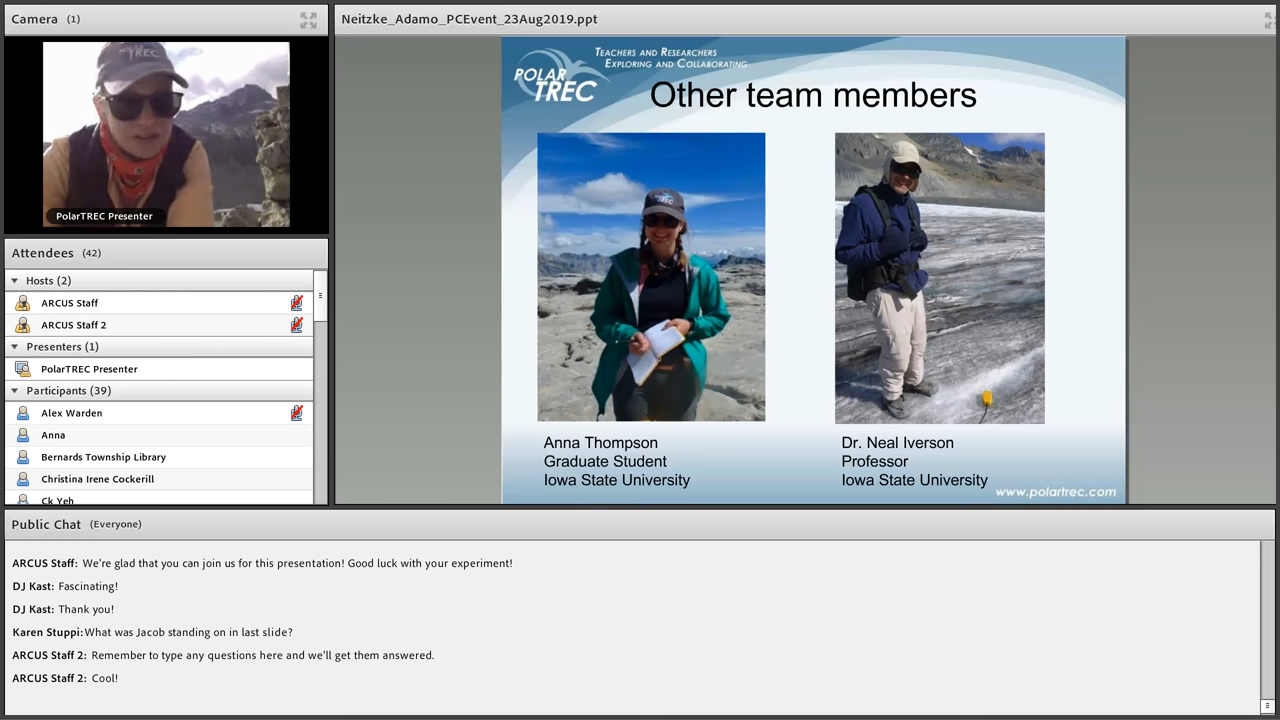 Camera (1)
TREC
PolarTREC Presenter
Attendees (42)
Hosts (2)
ARCUS Staff
ARCUS Staff 2
Presenters (1)
PolarTREC Presenter
Participants (39)
Alex Warden
Anna
Bernards Township Library
Christina Irene Cockerill
Ck Yeh
Neitzke_Adamo_PCEvent_23Aug2019.ppt
TEACHERS AND RESEARCHERS
EXPLORING AND COLLABORATING
POLAR
TREC
Other team members
Anna Thompson
Graduate Student
Iowa State University
Dr. Neal Iverson
Professor
Iowa State University
www.polartrec.com
Public Chat (Everyone)
ARCUS Staff: We're glad that you can join us for this presentation! Good luck with your experiment!
DJ Kast: Fascinating!
DJ Kast: Thank you!
Karen Stuppi: What was Jacob standing on in last slide?
ARCUS Staff 2: Remember to type any questions here and we'll get them answered.
ARCUS Staff 2: Cool!